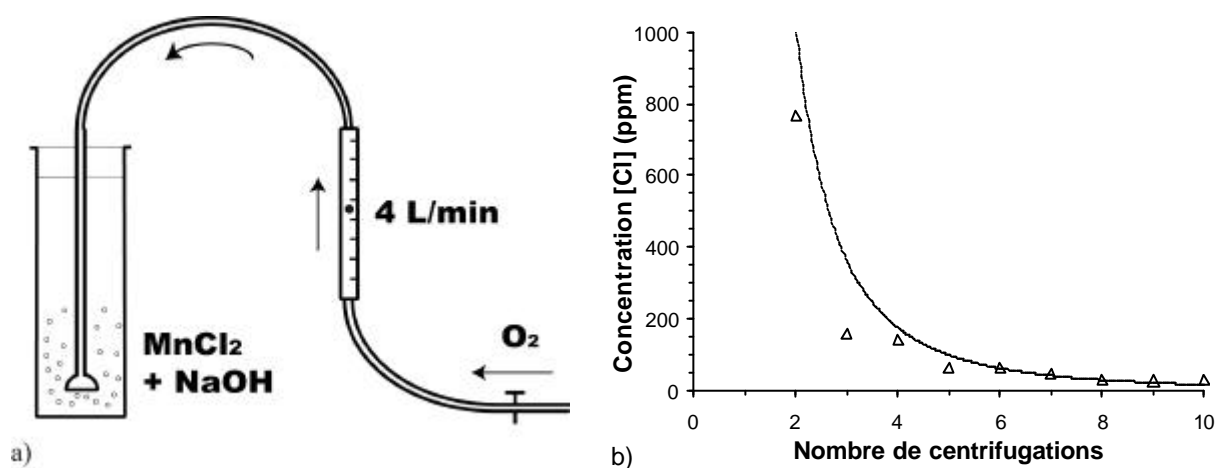 4 L/min
O₂
MnCl₂
+ NaOH
a)
Concentration [Cl] (ppm)
1000
800
600
400
200
0
0 2 4 6 8 10
Nombre de centrifugations
b)